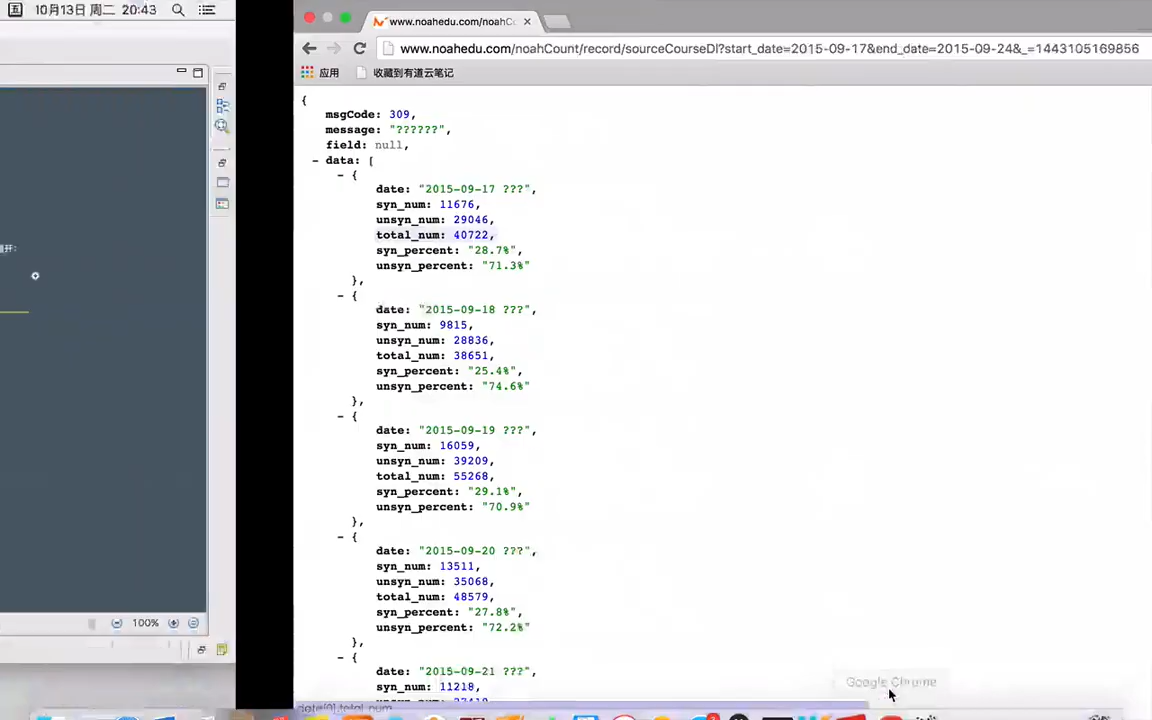 五 10月13日 周二 20:43
www.noahedu.com/noahCo
www.noahedu.com/noahCount/record/sourceCourseDl?start_date=2015-09-17&end_date=2015-09-24&_=1443105169856
应用 收藏到有道云笔记
{
msgCode: 309,
message: "??????",
field: null,
- data: [
- {
date: "2015-09-17 ???",
syn_num: 11676,
unsyn_num: 29046,
total_num: 40722,
syn_percent: "28.7%",
unsyn_percent: "71.3%"
},
- {
date: "2015-09-18 ???",
syn_num: 9815,
unsyn_num: 28836,
total_num: 38651,
syn_percent: "25.4%",
unsyn_percent: "74.6%"
},
- {
date: "2015-09-19 ???",
syn_num: 16059,
unsyn_num: 39209,
total_num: 55268,
syn_percent: "29.1%",
unsyn_percent: "70.9%"
},
- {
date: "2015-09-20 ???",
syn_num: 13511,
unsyn_num: 35068,
total_num: 48579,
syn_percent: "27.8%",
unsyn_percent: "72.2%"
},
- {
date: "2015-09-21 ???",
syn_num: 11218,
100%
Google Chrome
data[0].total_num